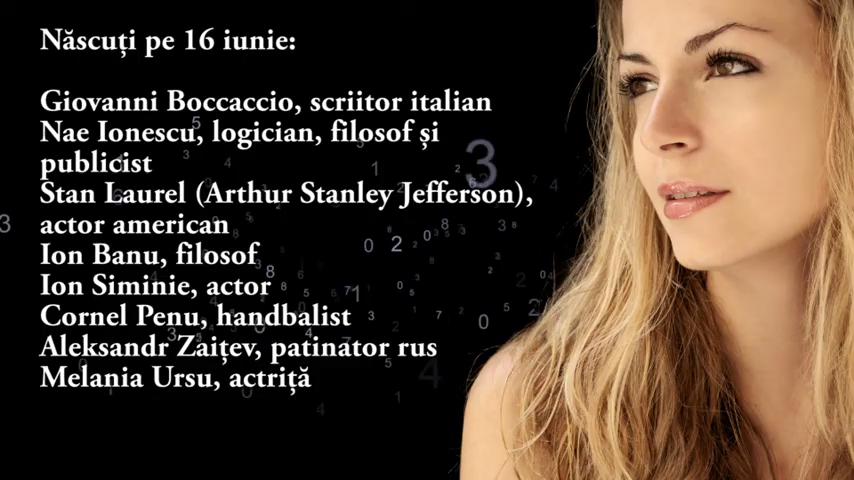 Născuți pe 16 iunie:
Giovanni Boccaccio, scriitor italian
Nae Ionescu, logician, filosof și
publicist
Stan Laurel (Arthur Stanley Jefferson),
actor american
Ion Banu, filosof
Ion Siminie, actor
Cornel Penu, handbalist
Aleksandr Zaițev, patinator rus
Melania Ursu, actriță